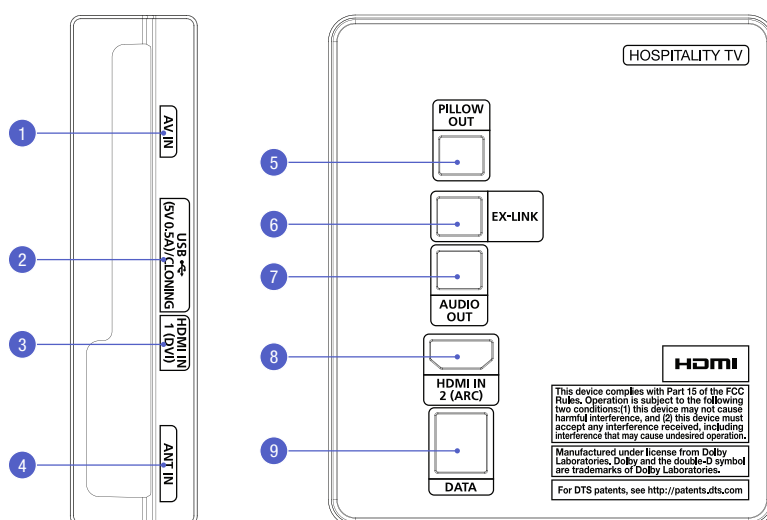 1
AV IN
2
USB
(5V 0.5A)/CLONING
3
HDMI IN
1 (DVI)
4
ANT IN
HOSPITALITY TV
PILLOW
OUT
5
6
EX-LINK
7
AUDIO
OUT
8
HDMI IN
2 (ARC)
9
DATA
HDMI
This device complies with Part 15 of the FCC
Rules. Operation is subject to the following
two conditions:(1) this device may not cause
harmful interference, and (2) this device must
accept any interference received, including
interference that may cause undesired operation.
Manufactured under license from Dolby
Laboratories. Dolby and the double-D symbol
are trademarks of Dolby Laboratories.
For DTS patents, see http://patents.dts.com